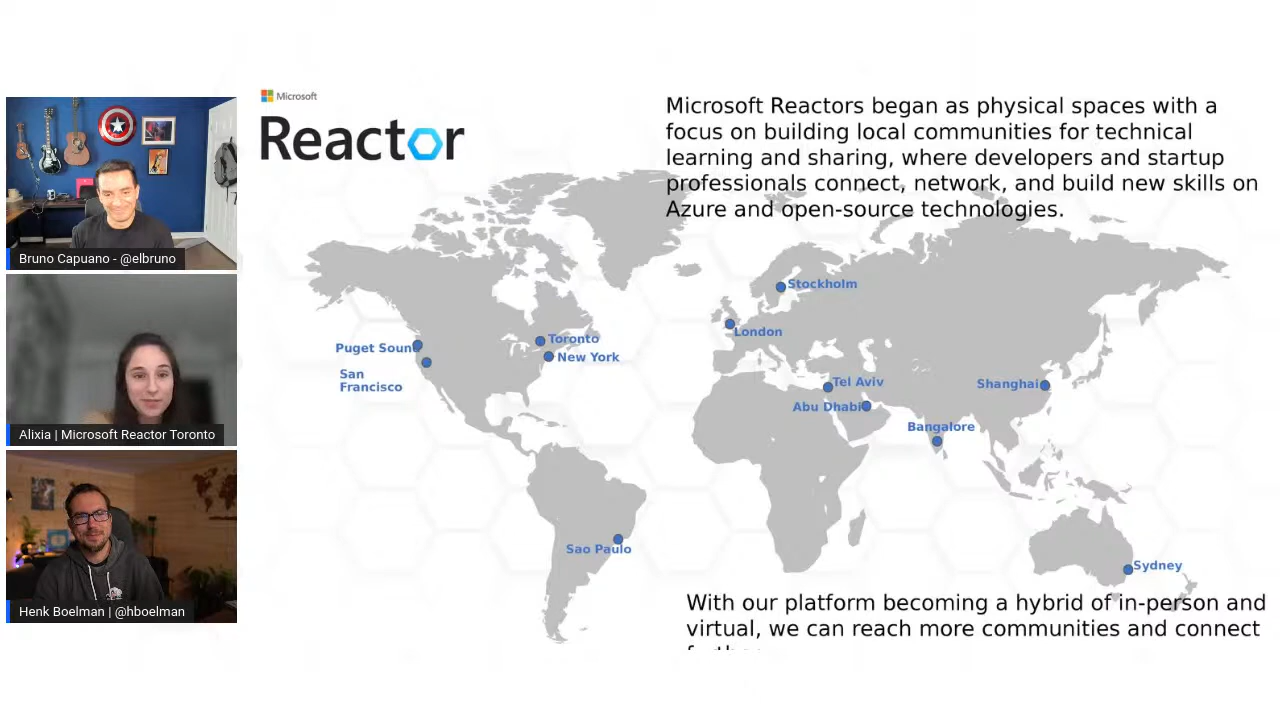 Microsoft
Reactor
Microsoft Reactors began as physical spaces with a
focus on building local communities for technical
learning and sharing, where developers and startup
professionals connect, network, and build new skills on
Azure and open-source technologies.
Bruno Capuano - @elbruno
Alixia | Microsoft Reactor Toronto
Henk Boelman | @hboelman
Stockholm
London
Toronto
Puget Sound
New York
San
Francisco
Tel Aviv
Shanghai
Abu Dhabi
Bangalore
Sao Paulo
Sydney
With our platform becoming a hybrid of in-person and
virtual, we can reach more communities and connect